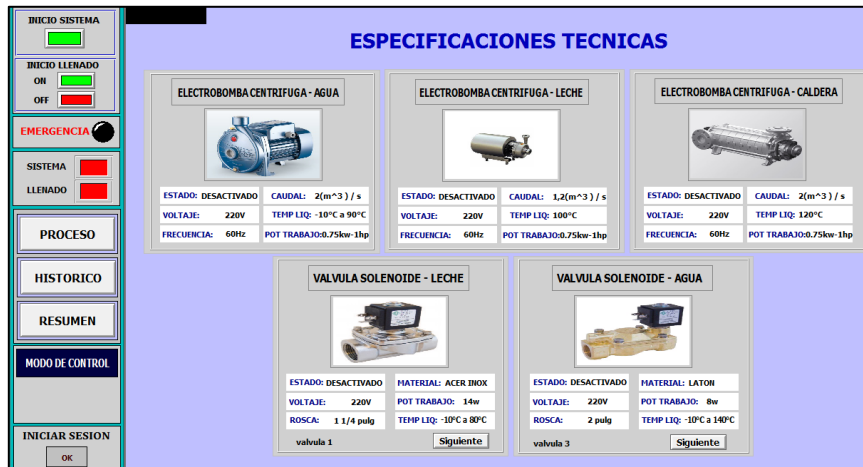 INICIO SISTEMA
INICIO LLENADO
ON
OFF
EMERGENCIA
SISTEMA
LLENADO
PROCESO
HISTORICO
RESUMEN
MODO DE CONTROL
INICIAR SESION
OK
ESPECIFICACIONES TECNICAS
ELECTROBOMBA CENTRIFUGA - AGUA
ESTADO: DESACTIVADO CAUDAL: 2(m^3 ) / s
VOLTAJE: 220V TEMP LIQ: -10°C a 90°C
FRECUENCIA: 60Hz POT TRABAJO:0.75kw-1hp
ELECTROBOMBA CENTRIFUGA - LECHE
ESTADO: DESACTIVADO CAUDAL: 1,2(m^3 ) / s
VOLTAJE: 220V TEMP LIQ: 100°C
FRECUENCIA: 60Hz POT TRABAJO:0.75kw-1hp
ELECTROBOMBA CENTRIFUGA - CALDERA
ESTADO: DESACTIVADO CAUDAL: 2(m^3 ) / s
VOLTAJE: 220V TEMP LIQ: 120°C
FRECUENCIA: 60Hz POT TRABAJO:0.75kw-1hp
VALVULA SOLENOIDE - LECHE
ESTADO: DESACTIVADO MATERIAL: ACER INOX
VOLTAJE: 220V POT TRABAJO: 14w
ROSCA: 1 1/4 pulg TEMP LIQ: -10°C a 80°C
valvula 1 Siguiente
VALVULA SOLENOIDE - AGUA
ESTADO: DESACTIVADO MATERIAL: LATON
VOLTAJE: 220V POT TRABAJO: 8w
ROSCA: 2 pulg TEMP LIQ: -10°C a 140°C
valvula 3 Siguiente